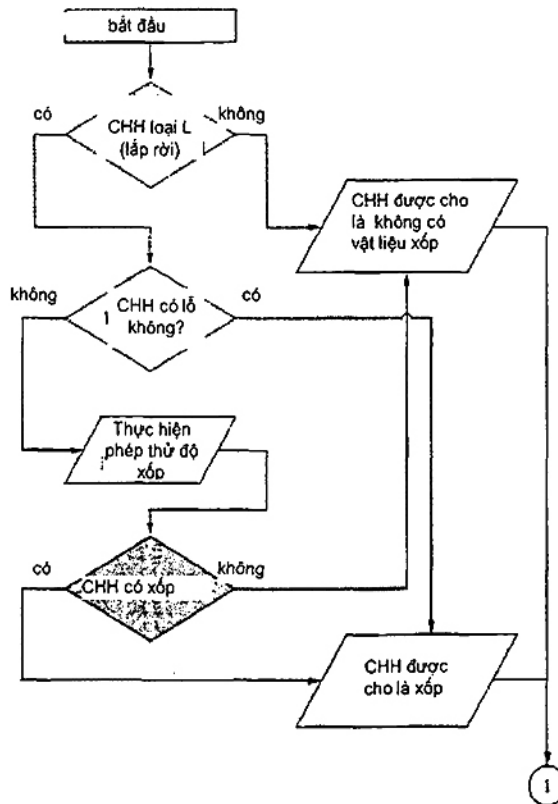 bắt đầu
có
không
CHH loại L
(lắp rời)
CHH được cho
là không có
vật liệu xốp
không
có
CHH có lỗ
không?
Thực hiện
phép thử độ
xốp
có
không
CHH có xốp
CHH được
cho là xốp
1